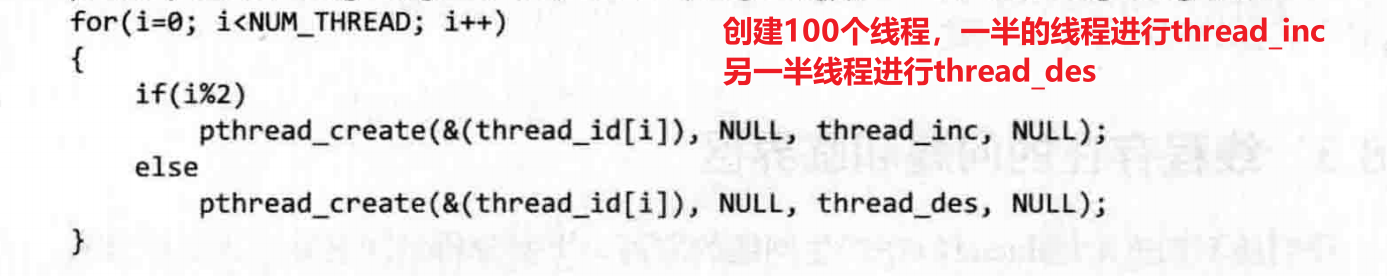 for(i=0; i<NUM_THREAD; i++)
创建100个线程，一半的线程进行thread_inc
{
另一半线程进行thread_des
if(i%2)
pthread_create(&(thread_id[i]), NULL, thread_inc, NULL);
else
pthread_create(&(thread_id[i]), NULL, thread_des, NULL);
}